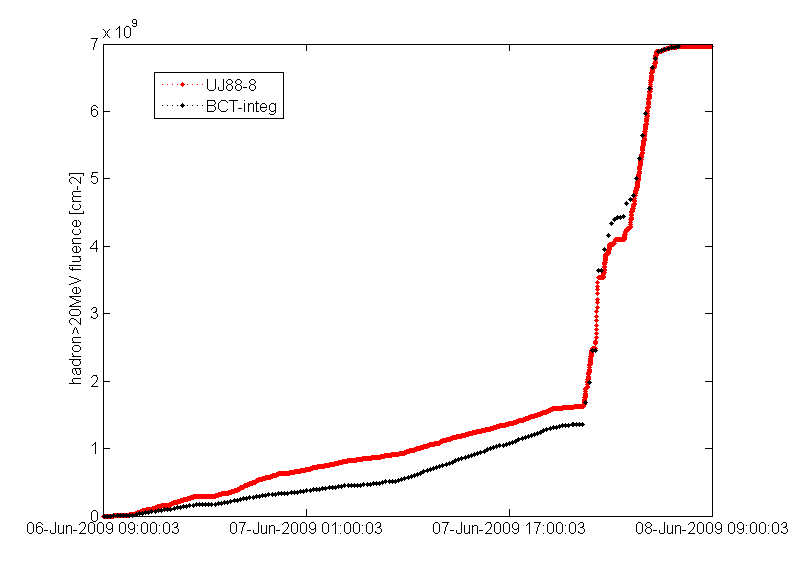 x 10^9
7
6
5
4
3
2
1
0
hadron>20MeV fluence [cm-2]
UJ88-8
BCT-integ
06-Jun-2009 09:00:03
07-Jun-2009 01:00:03
07-Jun-2009 17:00:03
08-Jun-2009 09:00:03